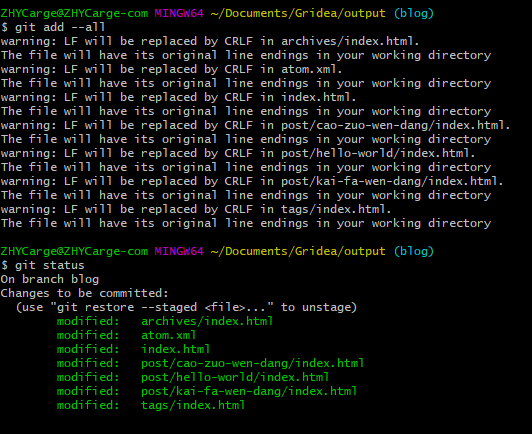 ZHYCarge@ZHYCarge-com MINGW64 ~/Documents/Gridea/output (blog)
$ git add --all
warning: LF will be replaced by CRLF in archives/index.html.
The file will have its original line endings in your working directory
warning: LF will be replaced by CRLF in atom.xml.
The file will have its original line endings in your working directory
warning: LF will be replaced by CRLF in index.html.
The file will have its original line endings in your working directory
warning: LF will be replaced by CRLF in post/cao-zuo-wen-dang/index.html.
The file will have its original line endings in your working directory
warning: LF will be replaced by CRLF in post/hello-world/index.html.
The file will have its original line endings in your working directory
warning: LF will be replaced by CRLF in post/kai-fa-wen-dang/index.html.
The file will have its original line endings in your working directory
warning: LF will be replaced by CRLF in tags/index.html.
The file will have its original line endings in your working directory
ZHYCarge@ZHYCarge-com MINGW64 ~/Documents/Gridea/output (blog)
$ git status
On branch blog
Changes to be committed:
  (use "git restore --staged <file>..." to unstage)
        modified:   archives/index.html
        modified:   atom.xml
        modified:   index.html
        modified:   post/cao-zuo-wen-dang/index.html
        modified:   post/hello-world/index.html
        modified:   post/kai-fa-wen-dang/index.html
        modified:   tags/index.html